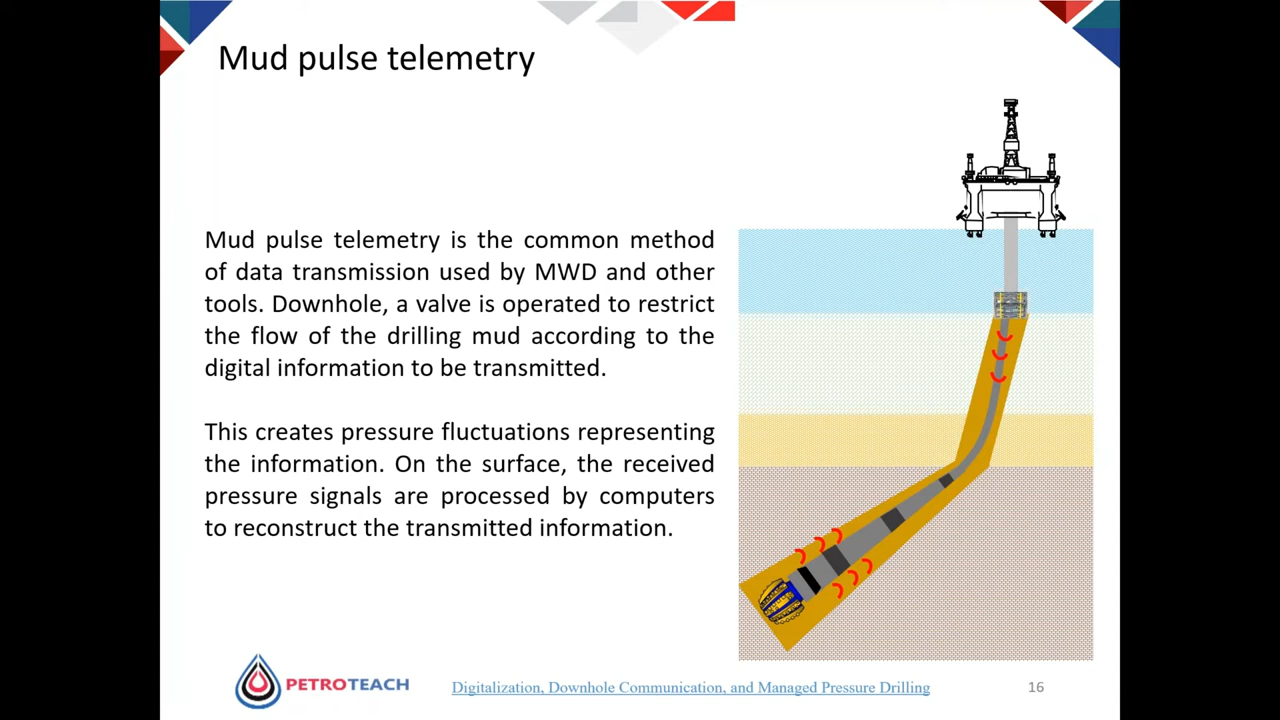 Mud pulse telemetry
Mud pulse telemetry is the common method
of data transmission used by MWD and other
tools. Downhole, a valve is operated to restrict
the flow of the drilling mud according to the
digital information to be transmitted.
This creates pressure fluctuations representing
the information. On the surface, the received
pressure signals are processed by computers
to reconstruct the transmitted information.
PETROTEACH
Digitalization, Downhole Communication, and Managed Pressure Drilling
16